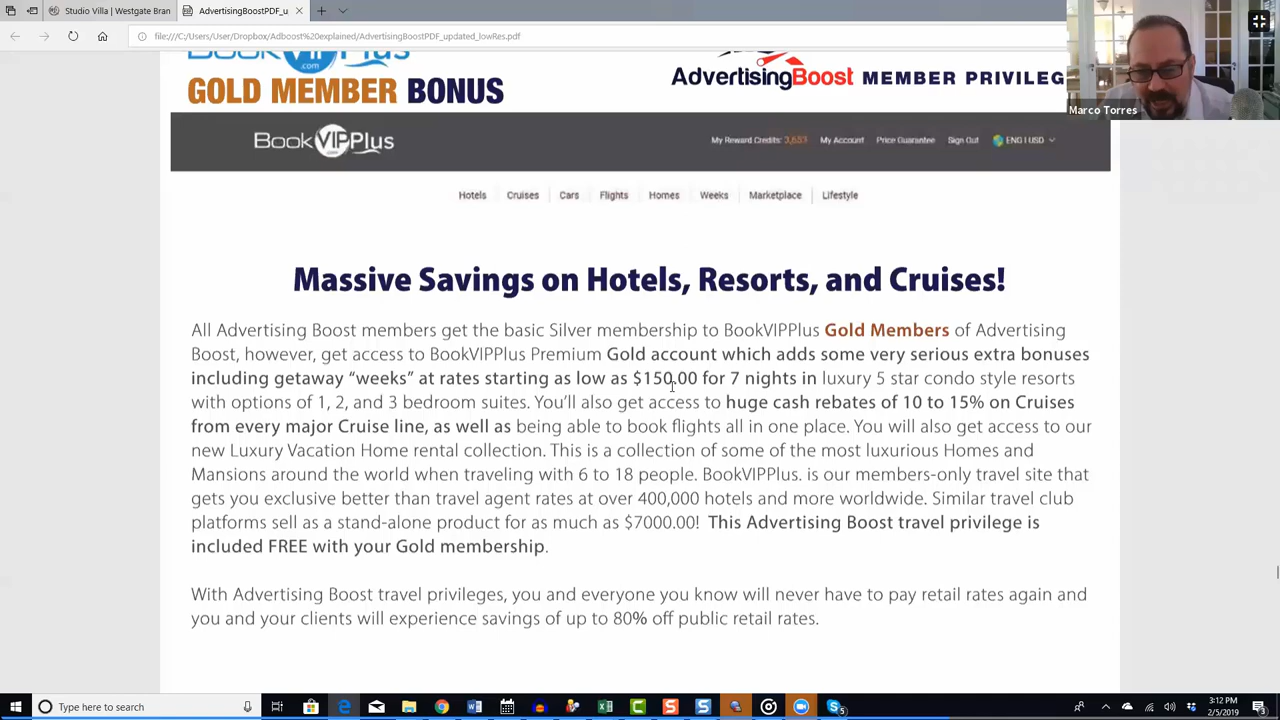 Studio Villa | Westgate Bran
AdvertisingBoostPDF_u
file:///C:/Users/User/Dropbox/Adboost%20explained/AdvertisingBoostPDF_updated_lowRes.pdf
BookVIPPlus
.com
GOLD MEMBER BONUS
AdvertisingBoost MEMBER PRIVILEG
Marco Torres
BookVIPPlus
.com
My Reward Credits: 3,653 My Account Price Guarantee Sign Out ENG | USD
Hotels Cruises Cars Flights Homes Weeks Marketplace Lifestyle
Massive Savings on Hotels, Resorts, and Cruises!
All Advertising Boost members get the basic Silver membership to BookVIPPlus Gold Members of Advertising
Boost, however, get access to BookVIPPlus Premium Gold account which adds some very serious extra bonuses
including getaway “weeks” at rates starting as low as $150.00 for 7 nights in luxury 5 star condo style resorts
with options of 1, 2, and 3 bedroom suites. You’ll also get access to huge cash rebates of 10 to 15% on Cruises
from every major Cruise line, as well as being able to book flights all in one place. You will also get access to our
new Luxury Vacation Home rental collection. This is a collection of some of the most luxurious Homes and
Mansions around the world when traveling with 6 to 18 people. BookVIPPlus. is our members-only travel site that
gets you exclusive better than travel agent rates at over 400,000 hotels and more worldwide. Similar travel club
platforms sell as a stand-alone product for as much as $7000.00! This Advertising Boost travel privilege is
included FREE with your Gold membership.
With Advertising Boost travel privileges, you and everyone you know will never have to pay retail rates again and
you and your clients will experience savings of up to 80% off public retail rates.
Type here to search
3:12 PM
2/5/2019